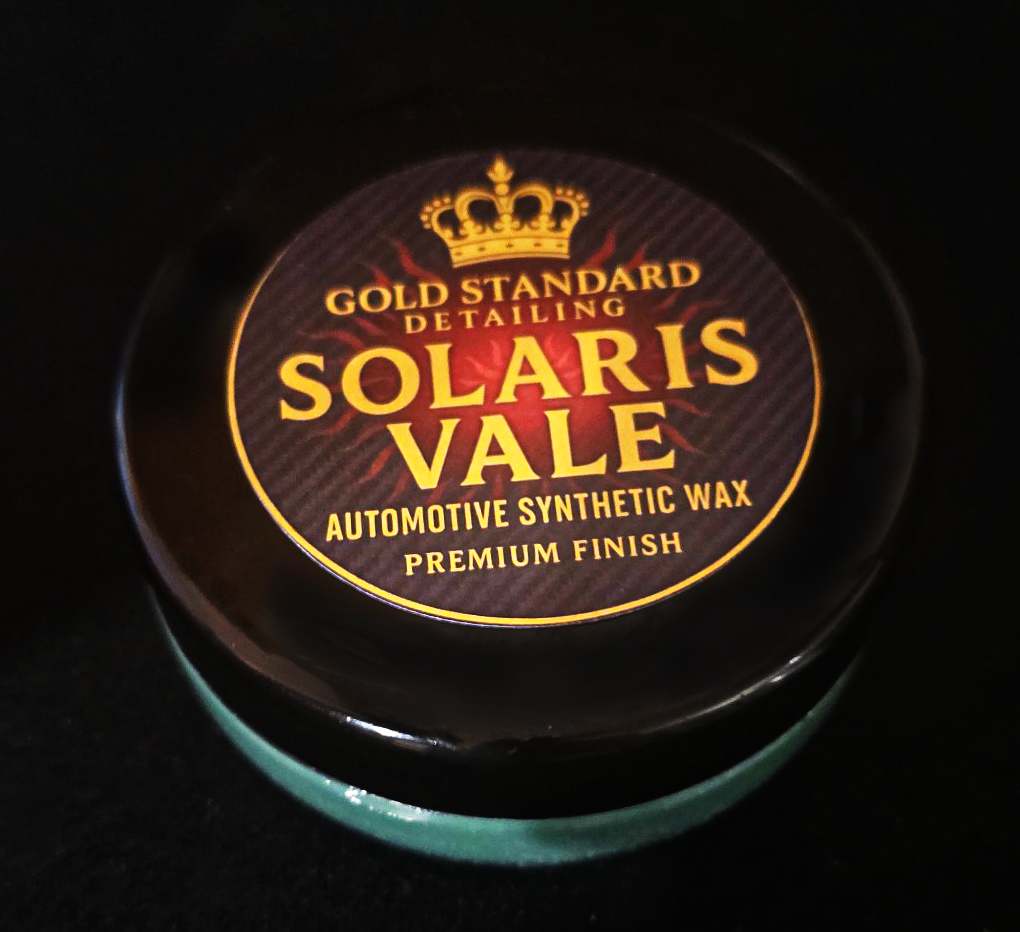 GOLD STANDARD
DETAILING
SOLARIS
VALE
AUTOMOTIVE SYNTHETIC WAX
PREMIUM FINISH